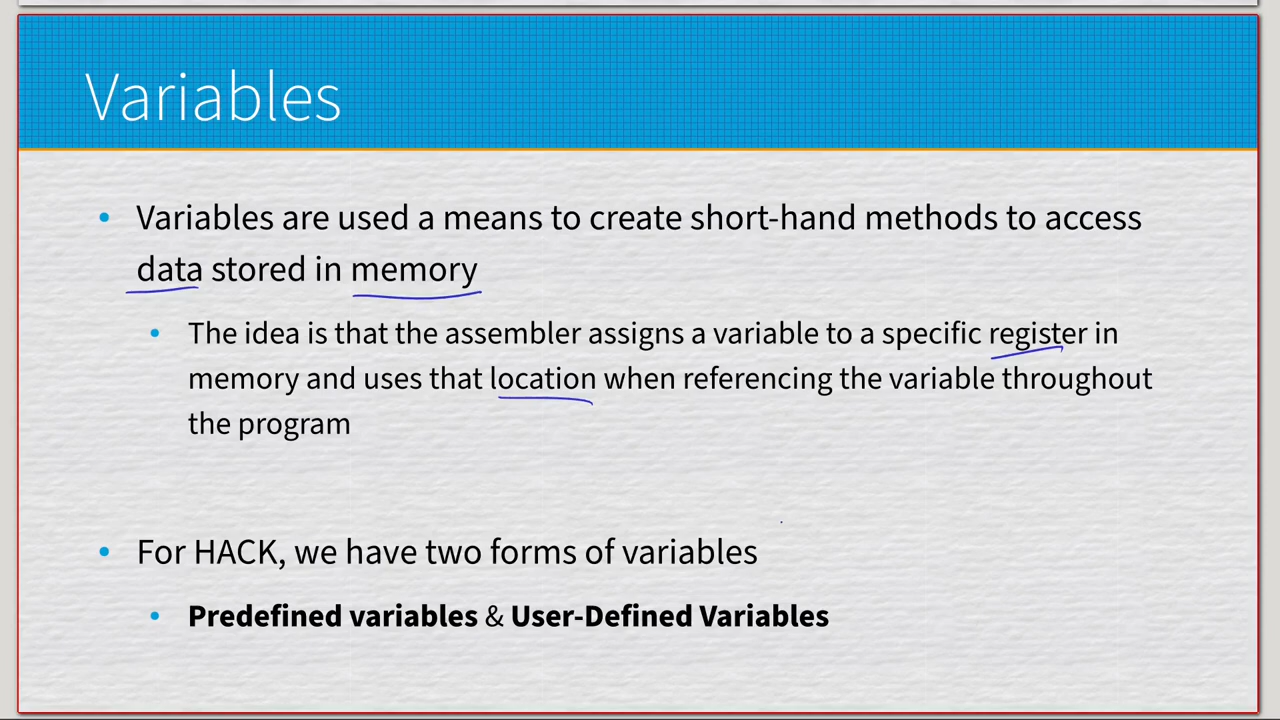 Variables
• Variables are used a means to create short-hand methods to access
data stored in memory
• The idea is that the assembler assigns a variable to a specific register in
memory and uses that location when referencing the variable throughout
the program
• For HACK, we have two forms of variables
• Predefined variables & User-Defined Variables